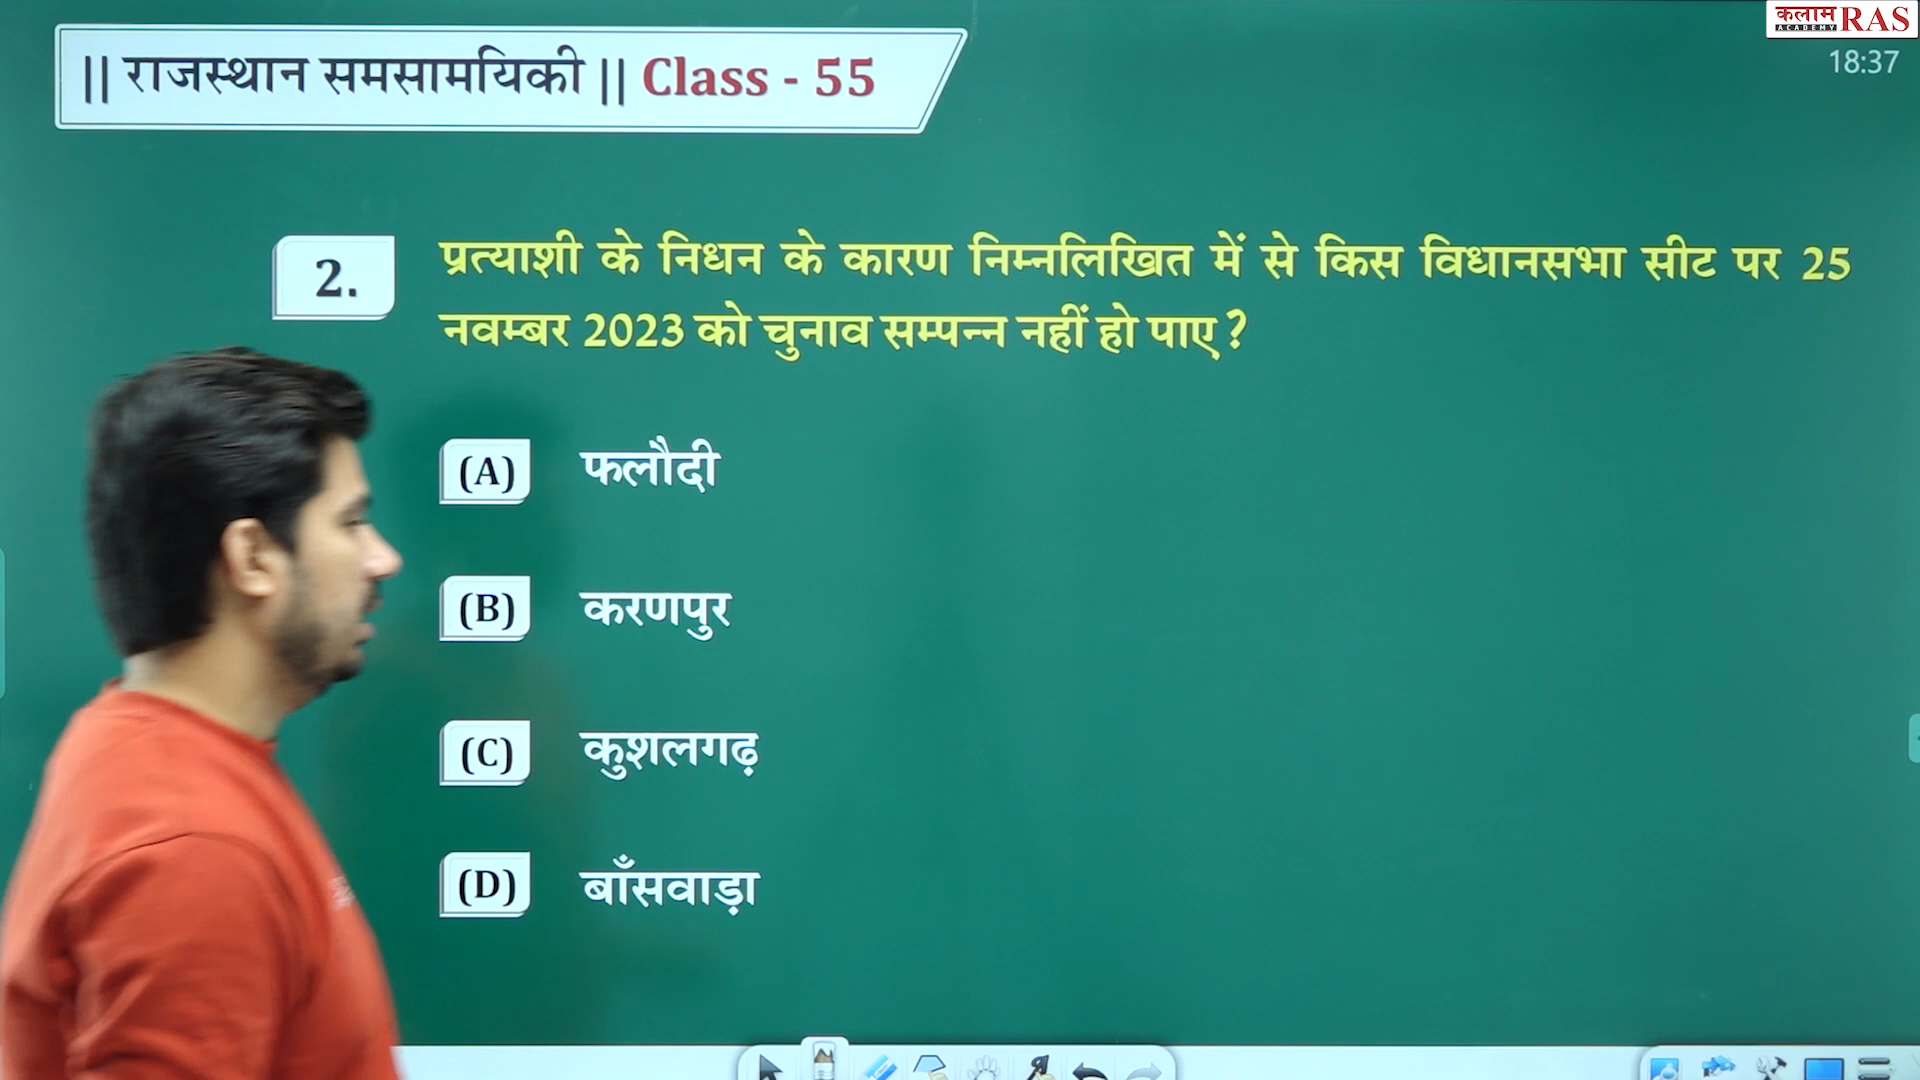 कलाम
ACADEMY
RAS
18:37
|| राजस्थान समसामयिकी || Class - 55
2.
प्रत्याशी के निधन के कारण निम्नलिखित में से किस विधानसभा सीट पर 25
नवम्बर 2023 को चुनाव सम्पन्न नहीं हो पाए ?
(A) फलौदी
(B) करणपुर
(C) कुशलगढ़
(D) बाँसवाड़ा